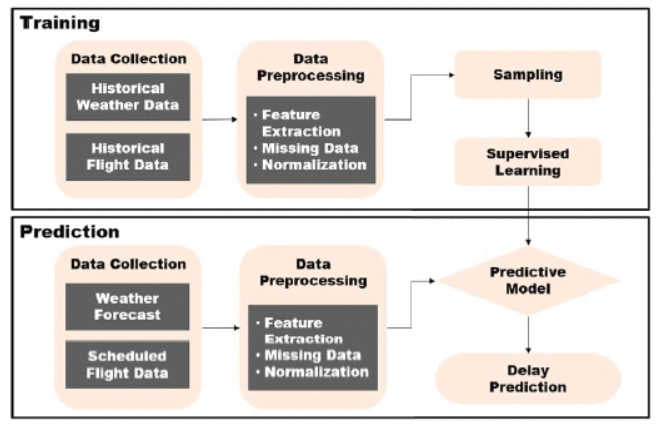 Training
Data Collection
Historical
Weather Data
Historical
Flight Data
Data
Preprocessing
· Feature
Extraction
· Missing Data
· Normalization
Sampling
Supervised
Learning
Prediction
Data Collection
Weather
Forecast
Scheduled
Flight Data
Data
Preprocessing
· Feature
Extraction
· Missing Data
· Normalization
Predictive
Model
Delay
Prediction